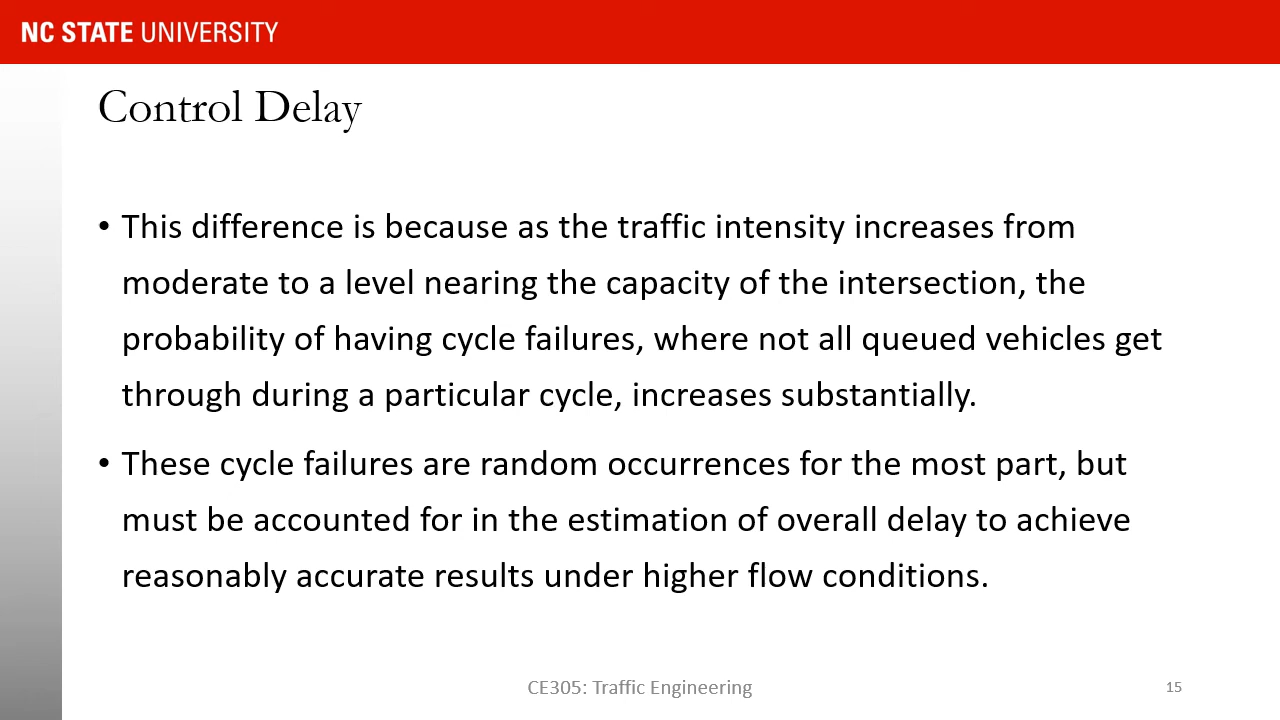 NC STATE UNIVERSITY
Control Delay
• This difference is because as the traffic intensity increases from
moderate to a level nearing the capacity of the intersection, the
probability of having cycle failures, where not all queued vehicles get
through during a particular cycle, increases substantially.
• These cycle failures are random occurrences for the most part, but
must be accounted for in the estimation of overall delay to achieve
reasonably accurate results under higher flow conditions.
CE305: Traffic Engineering
15